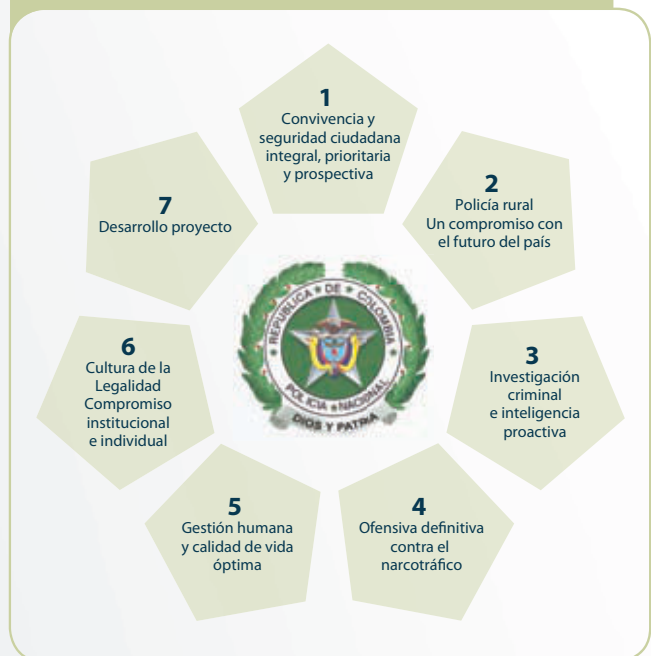 1
Convivencia y
seguridad ciudadana
integral, prioritaria
y prospectiva
2
Policía rural
Un compromiso con
el futuro del país
3
Investigación
criminal
e inteligencia
proactiva
4
Ofensiva definitiva
contra el
narcotráfico
5
Gestión humana
y calidad de vida
óptima
6
Cultura de la
Legalidad
Compromiso
institucional
e individual
7
Desarrollo proyecto
REPUBLICA * DE * COLOMBIA
POLICIA * NACIONAL
DIOS Y PATRIA